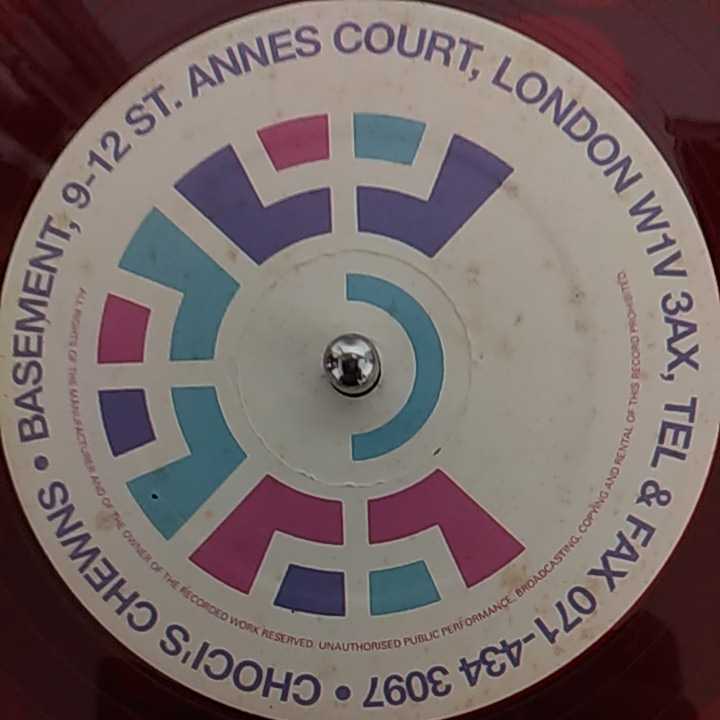 CHOCI'S CHEWNS • BASEMENT, 9-12 ST. ANNES COURT, LONDON W1V 3AX, TEL & FAX 071-434 3097 •
ALL RIGHTS OF THE MANUFACTURER AND OF THE OWNER OF THE RECORDED WORK RESERVED. UNAUTHORISED PUBLIC PERFORMANCE, BROADCASTING, COPYING AND RENTAL OF THIS RECORD PROHIBITED.